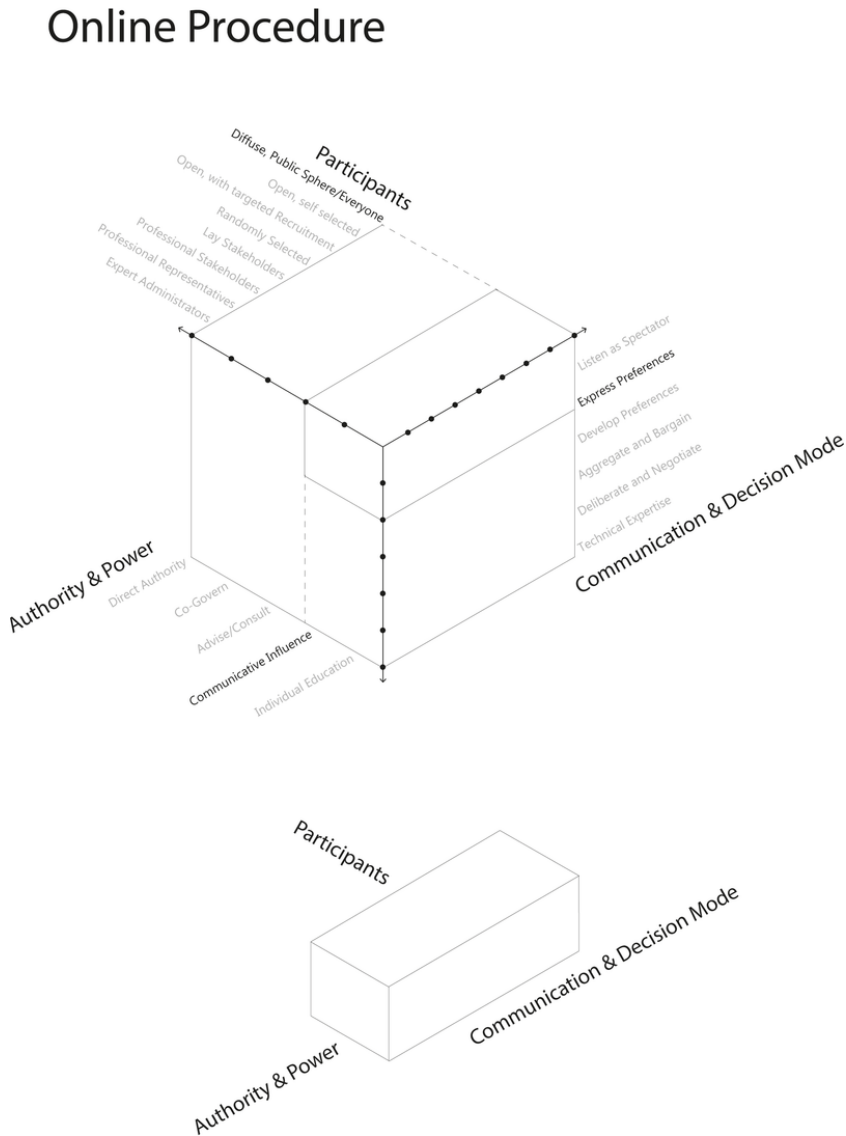 Online Procedure
Participants
Diffuse, Public Sphere/Everyone
Open, self selected
Open, with targeted Recruitment
Randomly Selected
Lay Stakeholders
Professional Stakeholders
Professional Representatives
Expert Administrators
Listen as Spectator
Express Preferences
Develop Preferences
Aggregate and Bargain
Deliberate and Negotiate
Technical Expertise
Communication & Decision Mode
Authority & Power
Direct Authority
Co-Govern
Advise/Consult
Communicative Influence
Individual Education
Participants
Communication & Decision Mode
Authority & Power